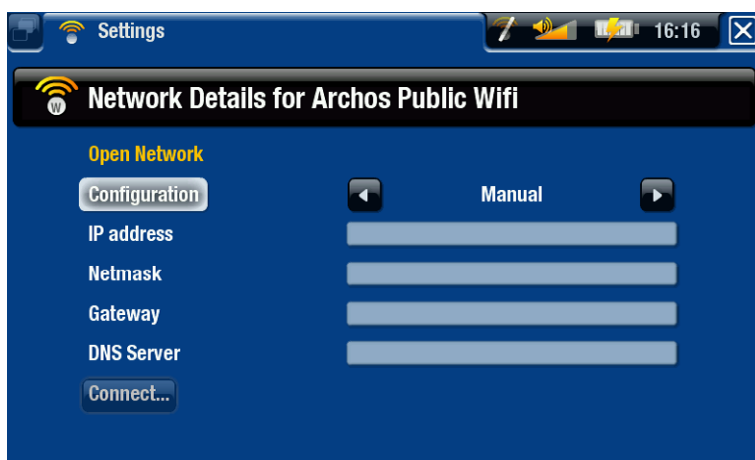 Settings
16:16
W
Network Details for Archos Public Wifi
Open Network
Configuration
Manual
IP address
Netmask
Gateway
DNS Server
Connect...